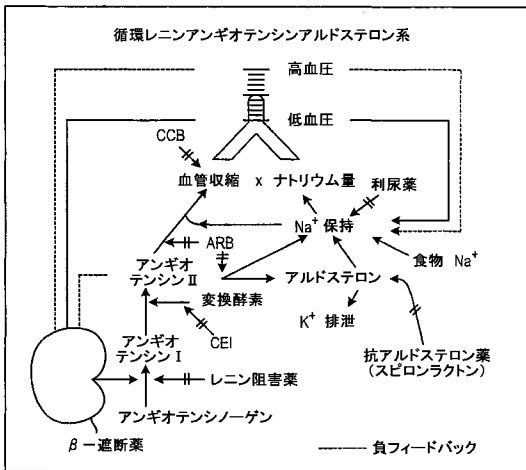 循環レニンアンギオテンシンアルドステロン系
高血圧
低血圧
CCB
血管収縮 x ナトリウム量
利尿薬
Na⁺ 保持
ARB
食物 Na⁺
アンギオ
テンシンⅡ
アルドステロン
変換酵素
K⁺ 排泄
CEI
アンギオ
テンシンⅠ
抗アルドステロン薬
(スピロンラクトン)
レニン阻害薬
アンギオテンシノーゲン
β－遮断薬
負フィードバック